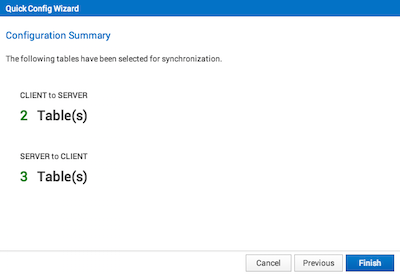 Quick Config Wizard
Configuration Summary
The following tables have been selected for synchronization.
CLIENT to SERVER
2 Table(s)
SERVER to CLIENT
3 Table(s)
Cancel Previous Finish